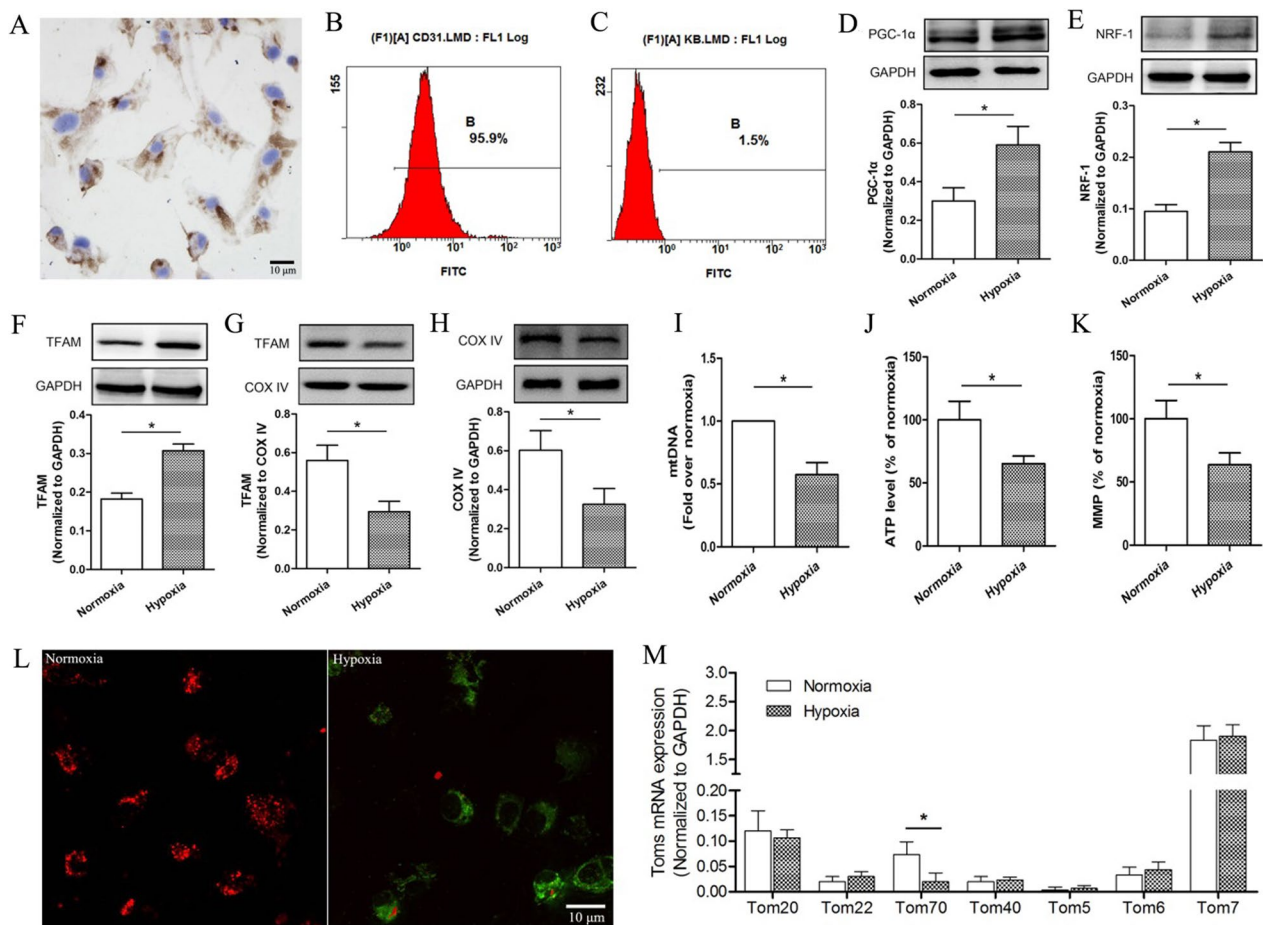 A
10 μm
B
(F1)[A] CD31.LMD : FL1 Log
155
B
95.9%
10⁰ 10¹ 10² 10³
FITC
C
(F1)[A] KB.LMD : FL1 Log
232
B
1.5%
10⁰ 10¹ 10² 10³
FITC
D
PGC-1α
GAPDH
PGC-1α
(Normalized to GAPDH)
0.8
0.6
0.4
0.2
0.0
*
Normoxia
Hypoxia
E
NRF-1
GAPDH
NRF-1
(Normalized to GAPDH)
0.3
0.2
0.1
0.0
*
Normoxia
Hypoxia
F
TFAM
GAPDH
TFAM
(Normalized to GAPDH)
0.4
0.3
0.2
0.1
*
Normoxia
Hypoxia
G
TFAM
COX IV
TFAM
(Normalized to COX IV)
0.8
0.6
0.4
0.2
0.0
*
Normoxia
Hypoxia
H
COX IV
GAPDH
COX IV
(Normalized to GAPDH)
0.8
0.6
0.4
0.2
0.0
*
Normoxia
Hypoxia
I
mtDNA
(Fold over normoxia)
1.5
1.0
0.5
0.0
*
Normoxia
Hypoxia
J
ATP level (% of normoxia)
150
100
50
0
*
Normoxia
Hypoxia
K
MMP (% of normoxia)
150
100
50
0
*
Normoxia
Hypoxia
L
Normoxia
Hypoxia
10 μm
M
Toms mRNA expression
(Normalized to GAPDH)
3.0
2.5
2.0
1.5
0.20
0.15
0.10
0.05
0.00
Normoxia
Hypoxia
*
Tom20 Tom22 Tom70 Tom40 Tom5 Tom6 Tom7